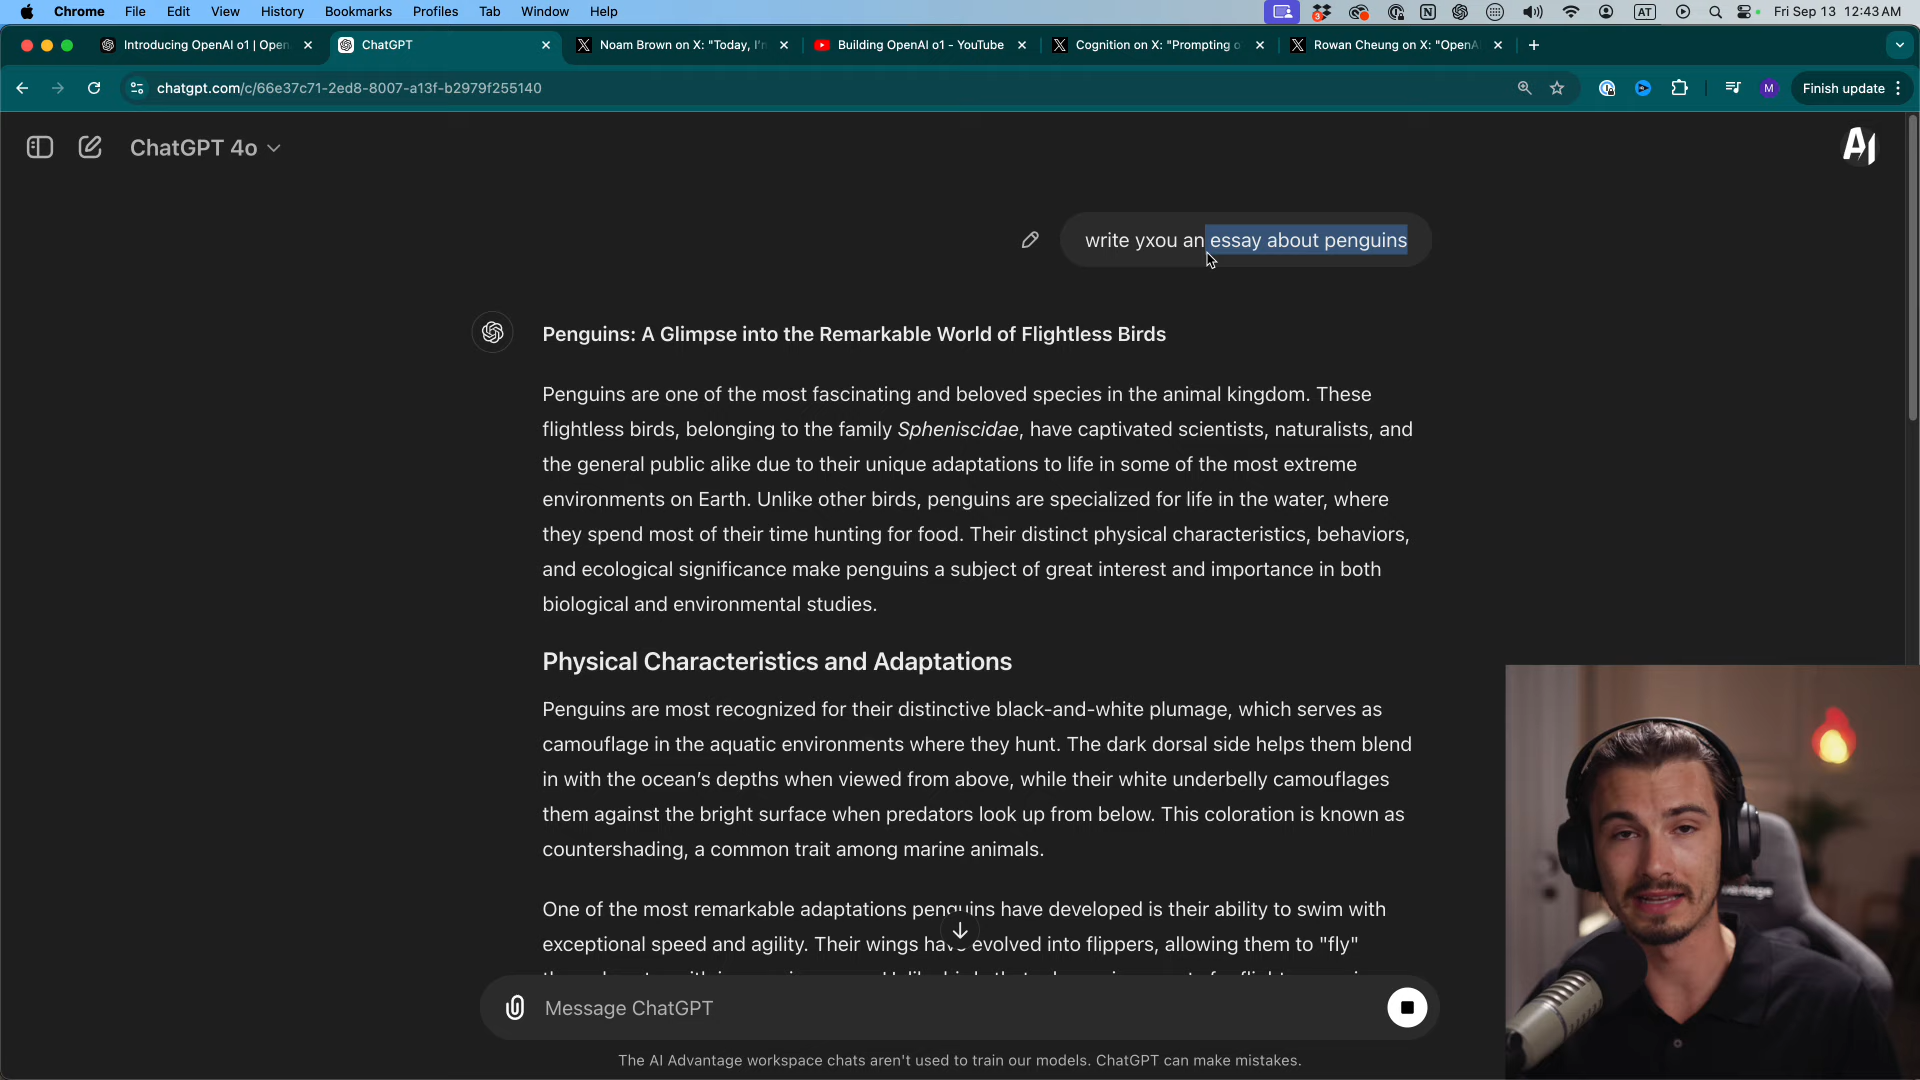 Chrome File Edit View History Bookmarks Profiles Tab Window Help
3 AT Fri Sep 13 12:43 AM
Introducing OpenAI o1 | Open
ChatGPT
Noam Brown on X: "Today, I'm
Building OpenAI o1 - YouTube
Cognition on X: "Prompting o
Rowan Cheung on X: "OpenA
chatgpt.com/c/66e37c71-2ed8-8007-a13f-b2979f255140
M
Finish update
ChatGPT 4o
AI
write yxou an essay about penguins
Penguins: A Glimpse into the Remarkable World of Flightless Birds
Penguins are one of the most fascinating and beloved species in the animal kingdom. These
flightless birds, belonging to the family Spheniscidae, have captivated scientists, naturalists, and
the general public alike due to their unique adaptations to life in some of the most extreme
environments on Earth. Unlike other birds, penguins are specialized for life in the water, where
they spend most of their time hunting for food. Their distinct physical characteristics, behaviors,
and ecological significance make penguins a subject of great interest and importance in both
biological and environmental studies.
Physical Characteristics and Adaptations
Penguins are most recognized for their distinctive black-and-white plumage, which serves as
camouflage in the aquatic environments where they hunt. The dark dorsal side helps them blend
in with the ocean's depths when viewed from above, while their white underbelly camouflages
them against the bright surface when predators look up from below. This coloration is known as
countershading, a common trait among marine animals.
One of the most remarkable adaptations penguins have developed is their ability to swim with
exceptional speed and agility. Their wings have evolved into flippers, allowing them to "fly"
Message ChatGPT
The AI Advantage workspace chats aren't used to train our models. ChatGPT can make mistakes.